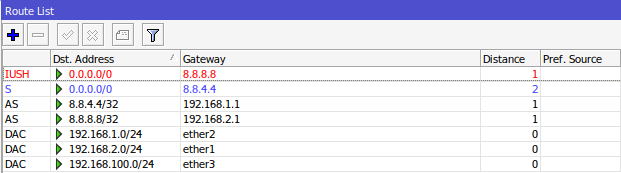 Route List
Dst. Address Gateway Distance Pref. Source
IUSH 0.0.0.0/0 8.8.8.8 1
S 0.0.0.0/0 8.8.4.4 2
AS 8.8.4.4/32 192.168.1.1 1
AS 8.8.8.8/32 192.168.2.1 1
DAC 192.168.1.0/24 ether2 0
DAC 192.168.2.0/24 ether1 0
DAC 192.168.100.0/24 ether3 0